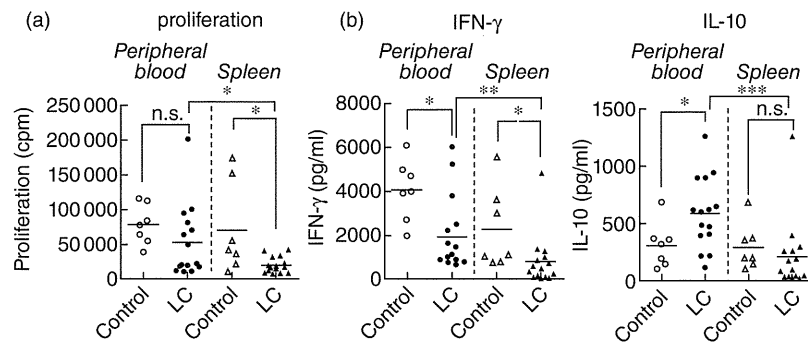 (a) proliferation
Peripheral blood Spleen
Proliferation (cpm)
250 000
200 000
150 000
100 000
50 000
0
n.s. * *
Control LC Control LC
(b) IFN-γ
Peripheral blood Spleen
IFN-γ (pg/ml)
8000
6000
4000
2000
0
* ** *
Control LC Control LC
IL-10
Peripheral blood Spleen
IL-10 (pg/ml)
1500
1000
500
0
* *** n.s.
Control LC Control LC